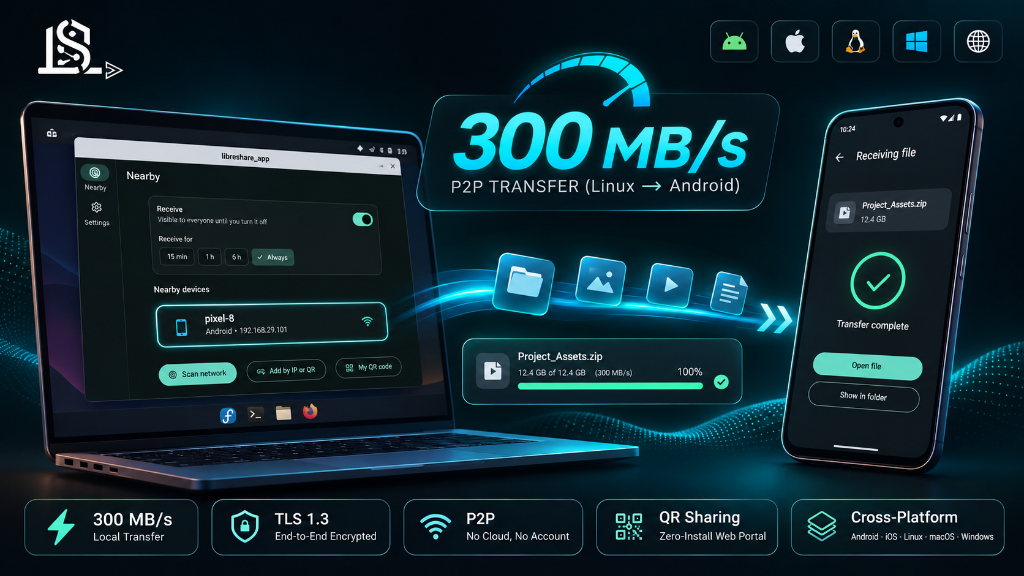 LS
libreshare_app
Nearby
Settings
Nearby
Receive
Visible to everyone until you turn it off
Receive for
15 min
1 h
6 h
✓ Always
Nearby devices
pixel-8
Android • 192.168.29.101
Scan network
Add by IP or QR
My QR code
300 MB/s
P2P TRANSFER (Linux → Android)
Project_Assets.zip
12.4 GB of 12.4 GB (300 MB/s)
100%
10:24
← Receiving file
Project_Assets.zip
12.4 GB
Transfer complete
Open file
Show in folder
300 MB/s
Local Transfer
TLS 1.3
End-to-End Encrypted
P2P
No Cloud, No Account
QR Sharing
Zero-Install Web Portal
Cross-Platform
Android · iOS · Linux · macOS · Windows